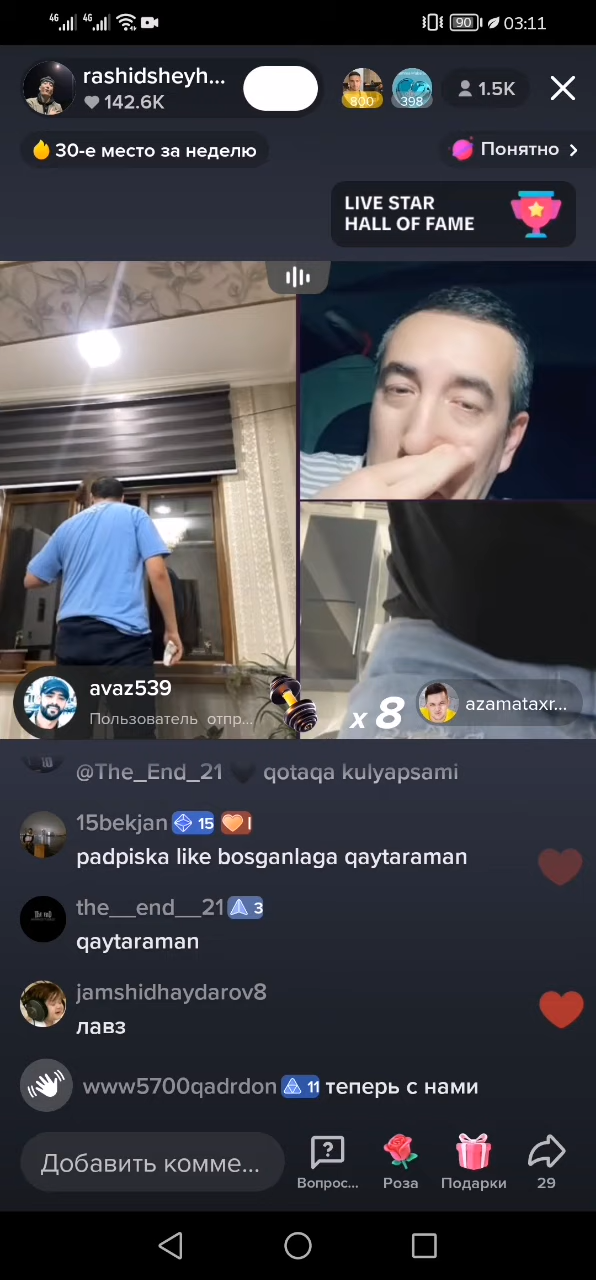 4G 4G 90 03:11
rashidsheyh...
142.6K
800
398
1.5K
30-е место за неделю
Понятно
LIVE STAR
HALL OF FAME
avaz539
Пользователь отпр...
x 8
azamataxr...
@The_End_21 🖤 qotaqa kulyapsami
15bekjan 15 I
padpiska like bosganlaga qaytaraman
the__end__21 3
qaytaraman
jamshidhaydarov8
лавз
www5700qadrdon 11 теперь с нами
Добавить комме...
Вопрос...
Роза
Подарки
29